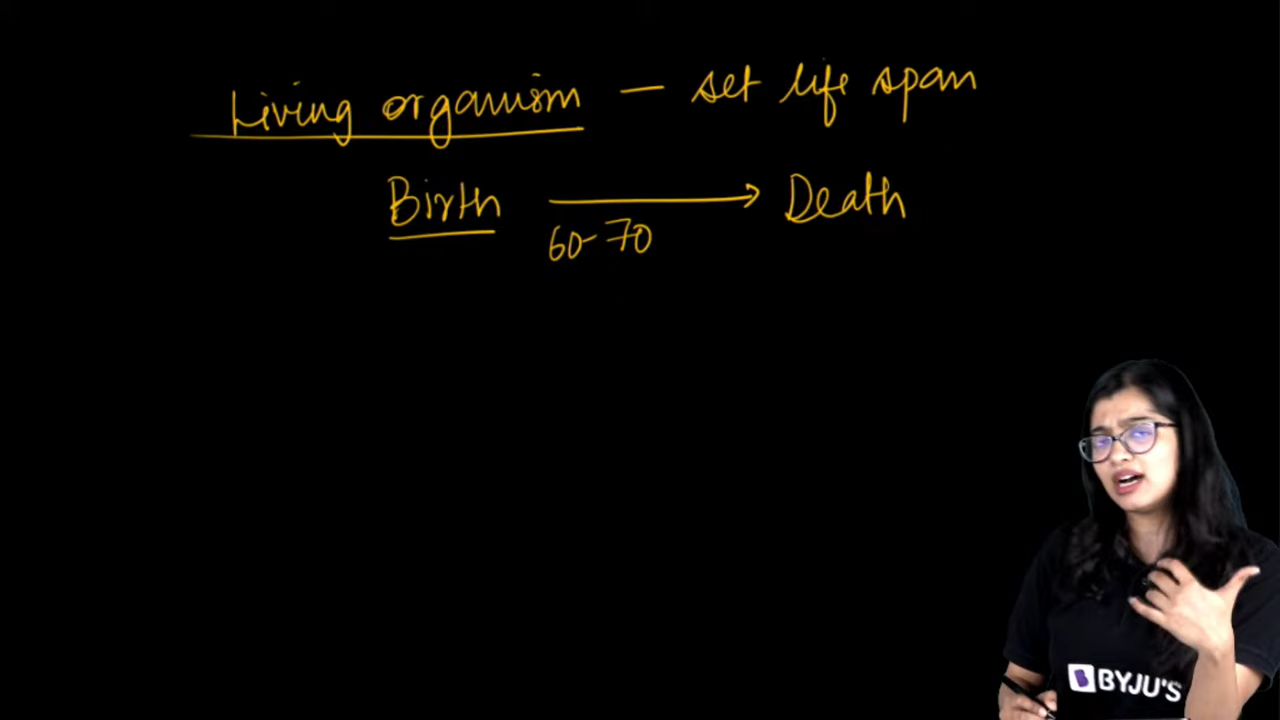 Living organism — set life span
Birth ⟶ Death
60-70
BYJU'S